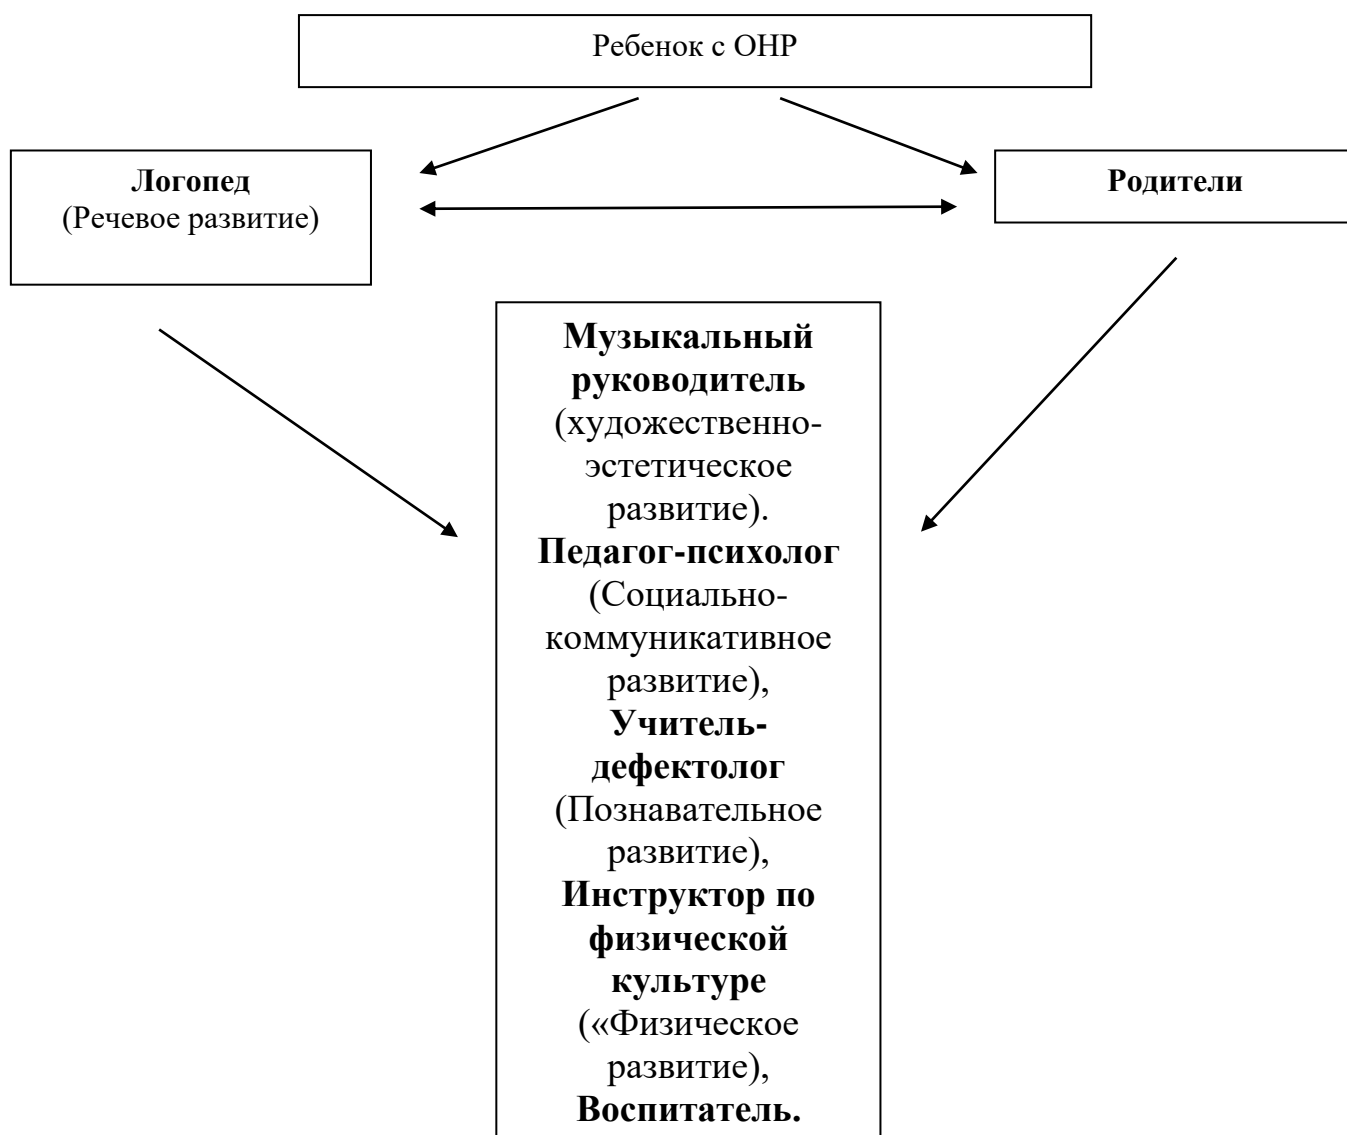 Ребенок с ОНР
Логопед
(Речевое развитие)
Родители
Музыкальный
руководитель
(художественно-
эстетическое
развитие).
Педагог-психолог
(Социально-
коммуникативное
развитие),
Учитель-
дефектолог
(Познавательное
развитие),
Инструктор по
физической
культуре
(«Физическое
развитие),
Воспитатель.